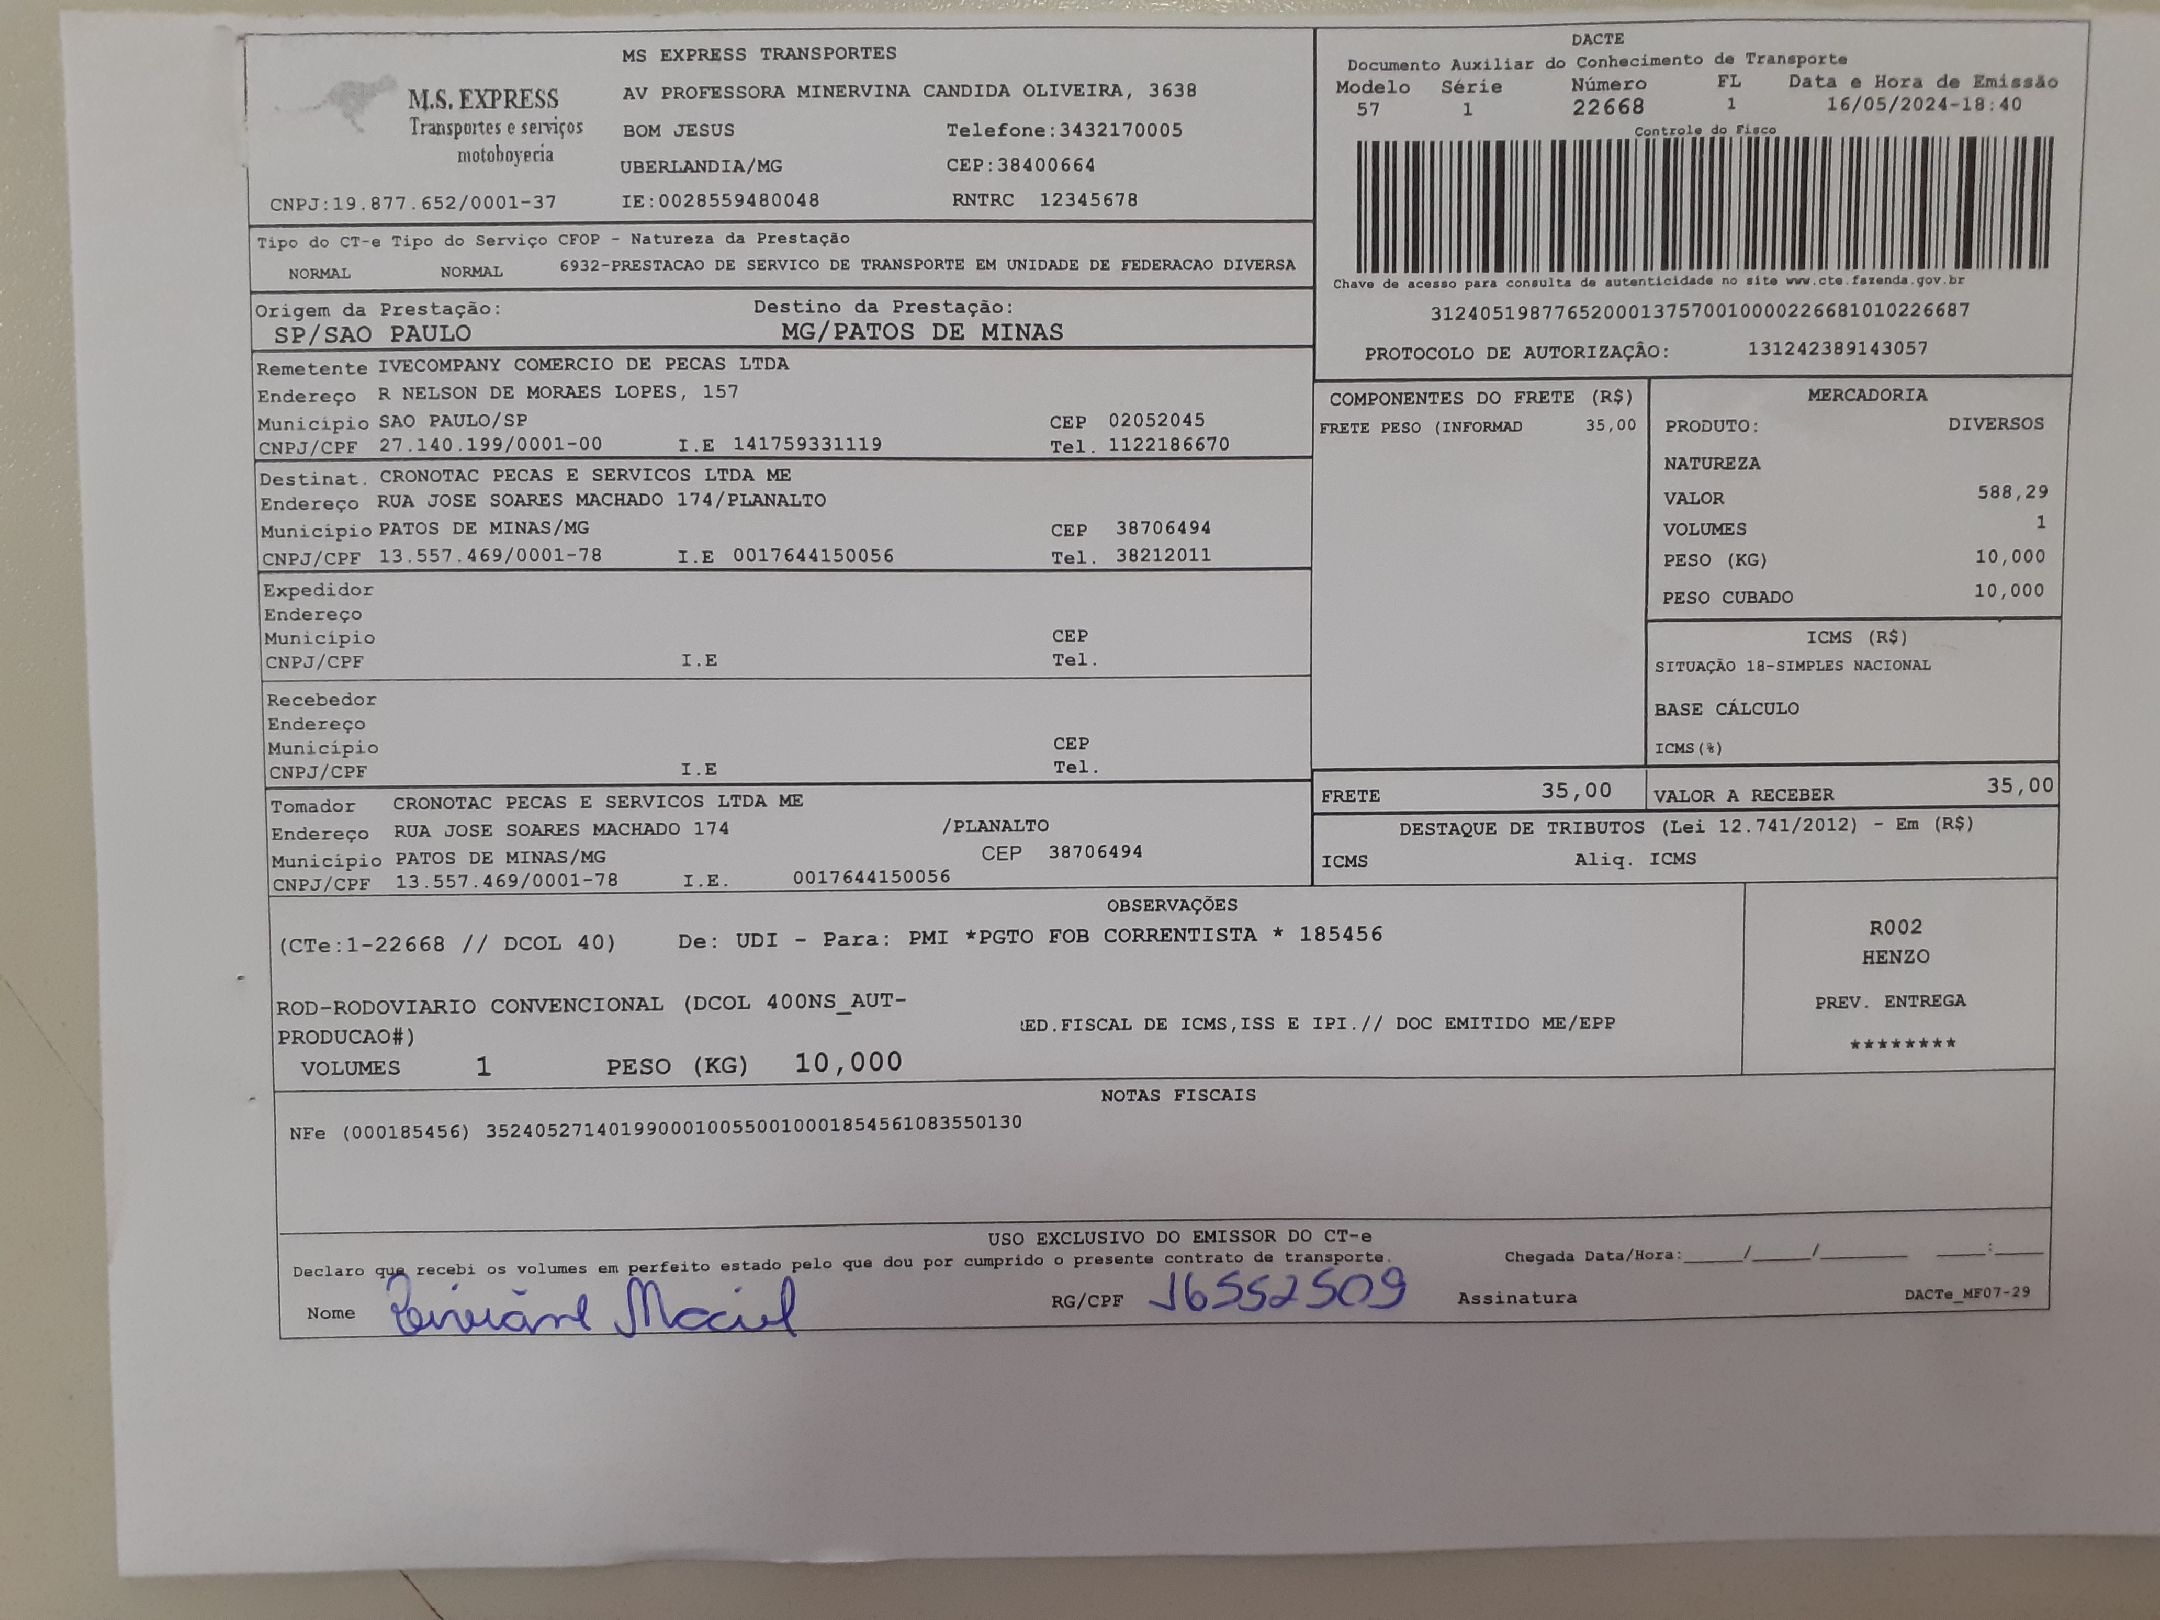 MS EXPRESS TRANSPORTES
M.S. EXPRESS
Transportes e serviços
motoboyecia
AV PROFESSORA MINERVINA CANDIDA OLIVEIRA, 3638
BOM JESUS Telefone:3432170005
UBERLANDIA/MG CEP:38400664
CNPJ:19.877.652/0001-37 IE:0028559480048 RNTRC 12345678
DACTE
Documento Auxiliar do Conhecimento de Transporte
Modelo Série Número FL Data e Hora de Emissão
57 1 22668 1 16/05/2024-18:40
Controle do Fisco
Chave de acesso para consulta de autenticidade no site www.cte.fazenda.gov.br
31240519877652000137570010000226681010226687
PROTOCOLO DE AUTORIZAÇÂO: 131242389143057
Tipo do CT-e Tipo do Serviço CFOP - Natureza da Prestação
NORMAL NORMAL 6932-PRESTACAO DE SERVICO DE TRANSPORTE EM UNIDADE DE FEDERACAO DIVERSA
Origem da Prestação: Destino da Prestação:
SP/SAO PAULO MG/PATOS DE MINAS
Remetente IVECOMPANY COMERCIO DE PECAS LTDA
Endereço R NELSON DE MORAES LOPES, 157
Município SAO PAULO/SP CEP 02052045
CNPJ/CPF 27.140.199/0001-00 I.E 141759331119 Tel. 1122186670
Destinat. CRONOTAC PECAS E SERVICOS LTDA ME
Endereço RUA JOSE SOARES MACHADO 174/PLANALTO
Município PATOS DE MINAS/MG CEP 38706494
CNPJ/CPF 13.557.469/0001-78 I.E 0017644150056 Tel. 38212011
Expedidor
Endereço
Município CEP
CNPJ/CPF I.E Tel.
Recebedor
Endereço
Município CEP
CNPJ/CPF I.E Tel.
Tomador CRONOTAC PECAS E SERVICOS LTDA ME
Endereço RUA JOSE SOARES MACHADO 174 /PLANALTO
Município PATOS DE MINAS/MG CEP 38706494
CNPJ/CPF 13.557.469/0001-78 I.E. 0017644150056
COMPONENTES DO FRETE (R$)
FRETE PESO (INFORMAD 35,00
MERCADORIA
PRODUTO: DIVERSOS
NATUREZA
VALOR 588,29
VOLUMES 1
PESO (KG) 10,000
PESO CUBADO 10,000
ICMS (R$)
SITUAÇÃO 18-SIMPLES NACIONAL
BASE CÁLCULO
ICMS(%)
FRETE 35,00 VALOR A RECEBER 35,00
DESTAQUE DE TRIBUTOS (Lei 12.741/2012) - Em (R$)
ICMS Aliq. ICMS
OBSERVAÇÕES
(CTe:1-22668 // DCOL 40) De: UDI - Para: PMI *PGTO FOB CORRENTISTA * 185456
ROD-RODOVIARIO CONVENCIONAL (DCOL 400NS_AUT-
PRODUCAO#) ED.FISCAL DE ICMS,ISS E IPI.// DOC EMITIDO ME/EPP
VOLUMES 1 PESO (KG) 10,000
R002
HENZO
PREV. ENTREGA
********
NOTAS FISCAIS
NFe (000185456) 35240527140199000100550010001854561083550130
USO EXCLUSIVO DO EMISSOR DO CT-e
Declaro que recebi os volumes em perfeito estado pelo que dou por cumprido o presente contrato de transporte. Chegada Data/Hora:_____/_____/________ ____:____
Nome Maciel RG/CPF 16552509 Assinatura DACTe_MF07-29